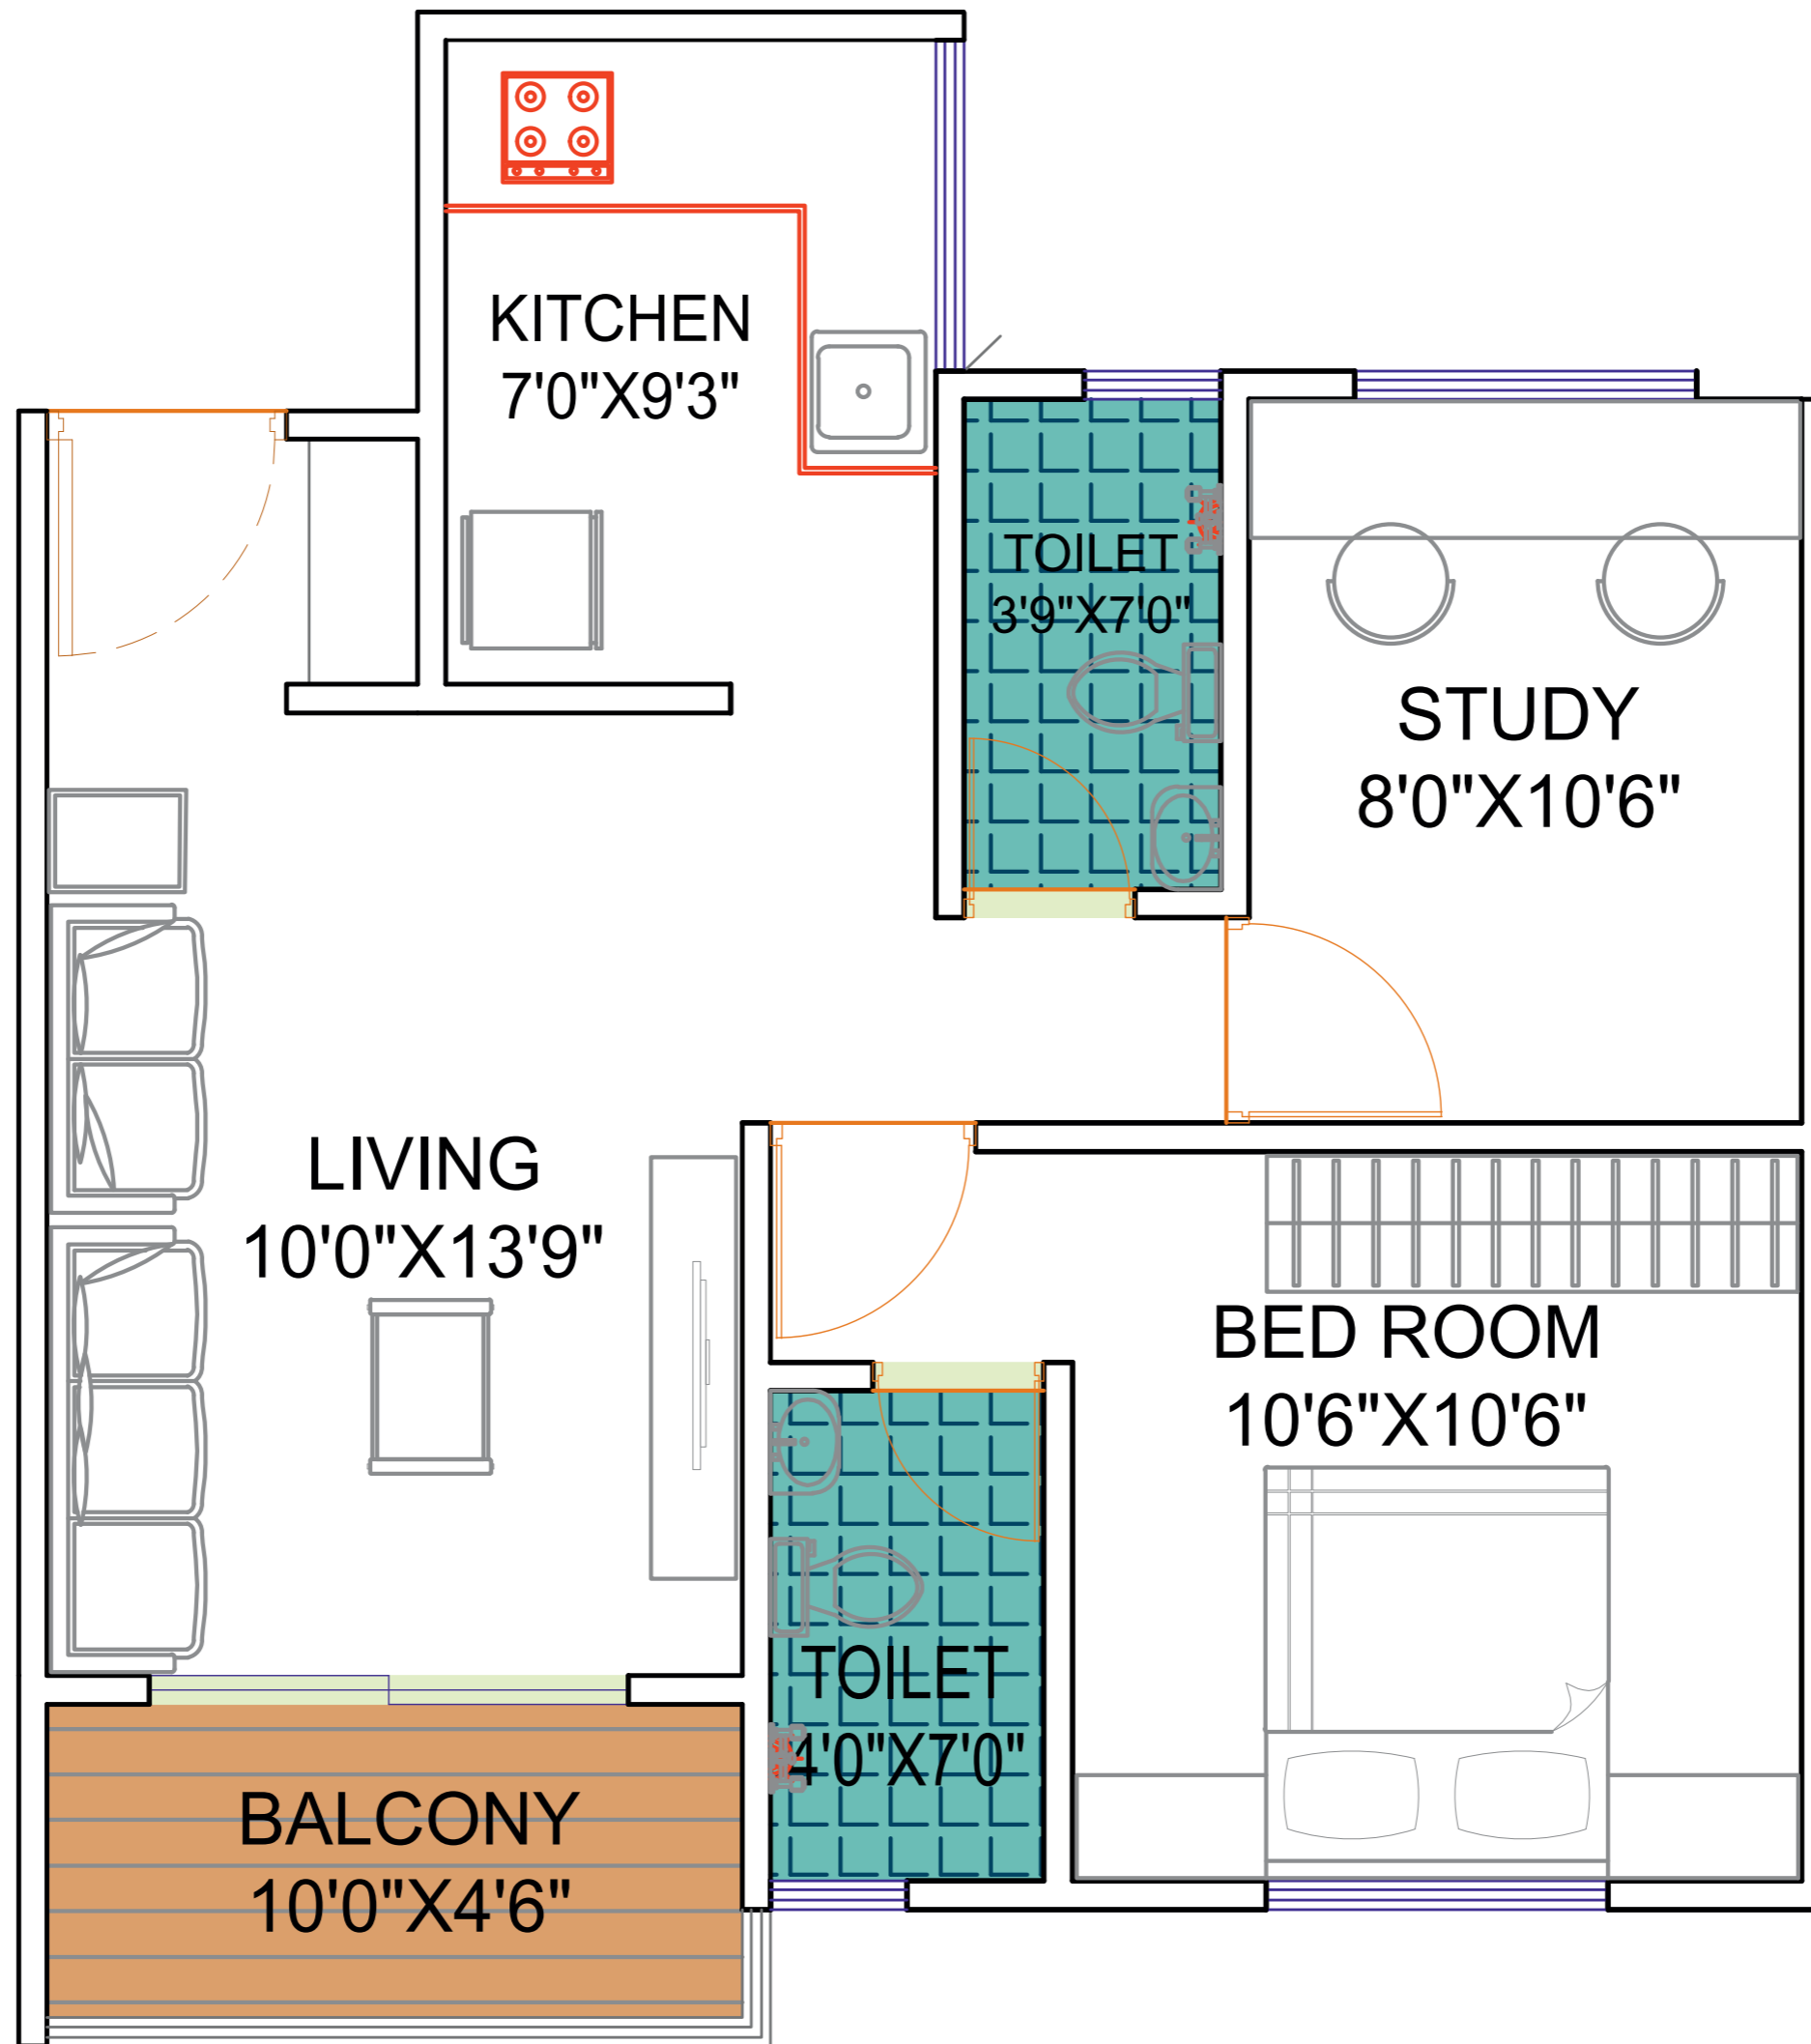 KITCHEN
7'0"X9'3"
TOILET
3'9"X7'0"
STUDY
8'0"X10'6"
LIVING
10'0"X13'9"
BED ROOM
10'6"X10'6"
TOILET
4'0"X7'0"
BALCONY
10'0"X4'6"